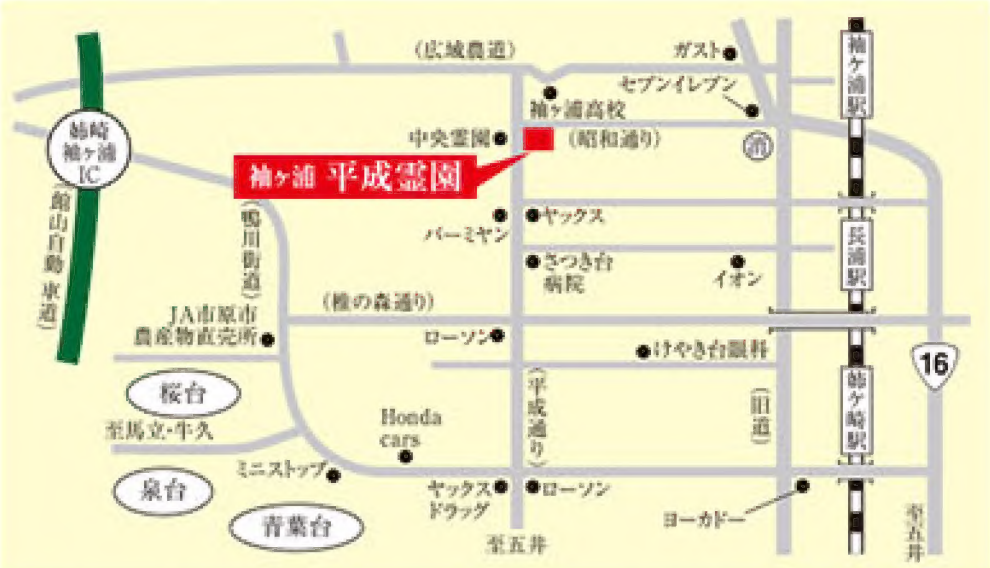 (広域農道)
ガスト
セブンイレブン
袖ヶ浦高校
袖ヶ浦駅
中央霊園
(昭和通り)
消
姉崎
袖ヶ浦
IC
袖ヶ浦 平成霊園
(館山自動車道)
(鴨川街道)
バーミヤン
ヤックス
長浦駅
さつき台
病院
イオン
(椎の森通り)
JA市原市
農産物直売所
ローソン
けやき台眼科
16
桜台
(平成通り)
(旧道)
姉ヶ崎駅
至馬立・牛久
Honda
cars
ミニストップ
泉台
ヤックス
ドラッグ
ローソン
ヨーカドー
青葉台
至五井
至五井